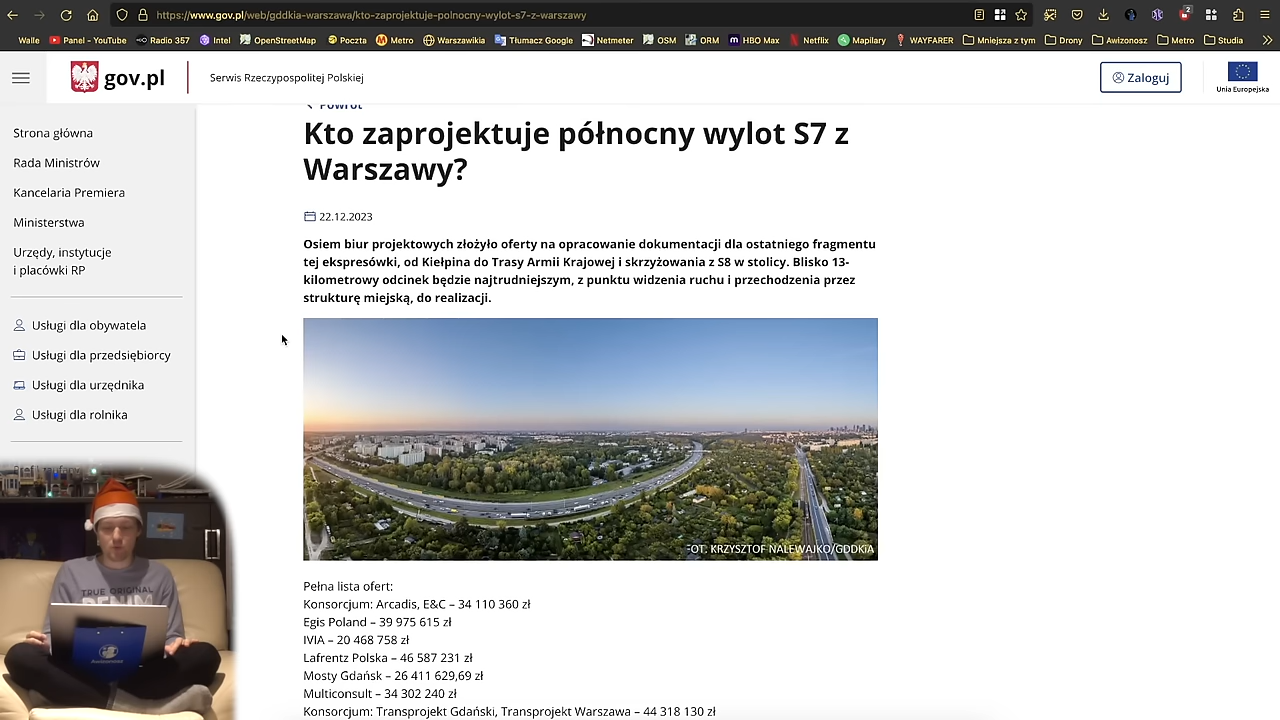 https://www.gov.pl/web/gddkia-warszawa/kto-zaprojektuje-polnocny-wylot-s7-z-warszawy
2
Walle Panel - YouTube Radio 357 Intel OpenStreetMap Poczta Metro Warszawikia Tłumacz Google Netmeter OSM ORM HBO Max Netflix Mapilary WAYFARER Mniejsza z tym Drony Awizonosz Metro Studia
gov.pl
Serwis Rzeczypospolitej Polskiej
Zaloguj
Unia Europejska
Strona główna
Rada Ministrów
Kancelaria Premiera
Ministerstwa
Urzędy, instytucje
i placówki RP
Usługi dla obywatela
Usługi dla przedsiębiorcy
Usługi dla urzędnika
Usługi dla rolnika
Powrót
Kto zaprojektuje północny wylot S7 z
Warszawy?
22.12.2023
Osiem biur projektowych złożyło oferty na opracowanie dokumentacji dla ostatniego fragmentu
tej ekspresówki, od Kiełpina do Trasy Armii Krajowej i skrzyżowania z S8 w stolicy. Blisko 13-
kilometrowy odcinek będzie najtrudniejszym, z punktu widzenia ruchu i przechodzenia przez
strukturę miejską, do realizacji.
FOT. KRZYSZTOF NALEWAJKO/GDDKiA
Pełna lista ofert:
Konsorcjum: Arcadis, E&C – 34 110 360 zł
Egis Poland – 39 975 615 zł
IVIA – 20 468 758 zł
Lafrentz Polska – 46 587 231 zł
Mosty Gdańsk – 26 411 629,69 zł
Multiconsult – 34 302 240 zł
Konsorcjum: Transprojekt Gdański, Transprojekt Warszawa – 44 318 130 zł
TRUE ORIGINAL
DENIM
Awizonosz